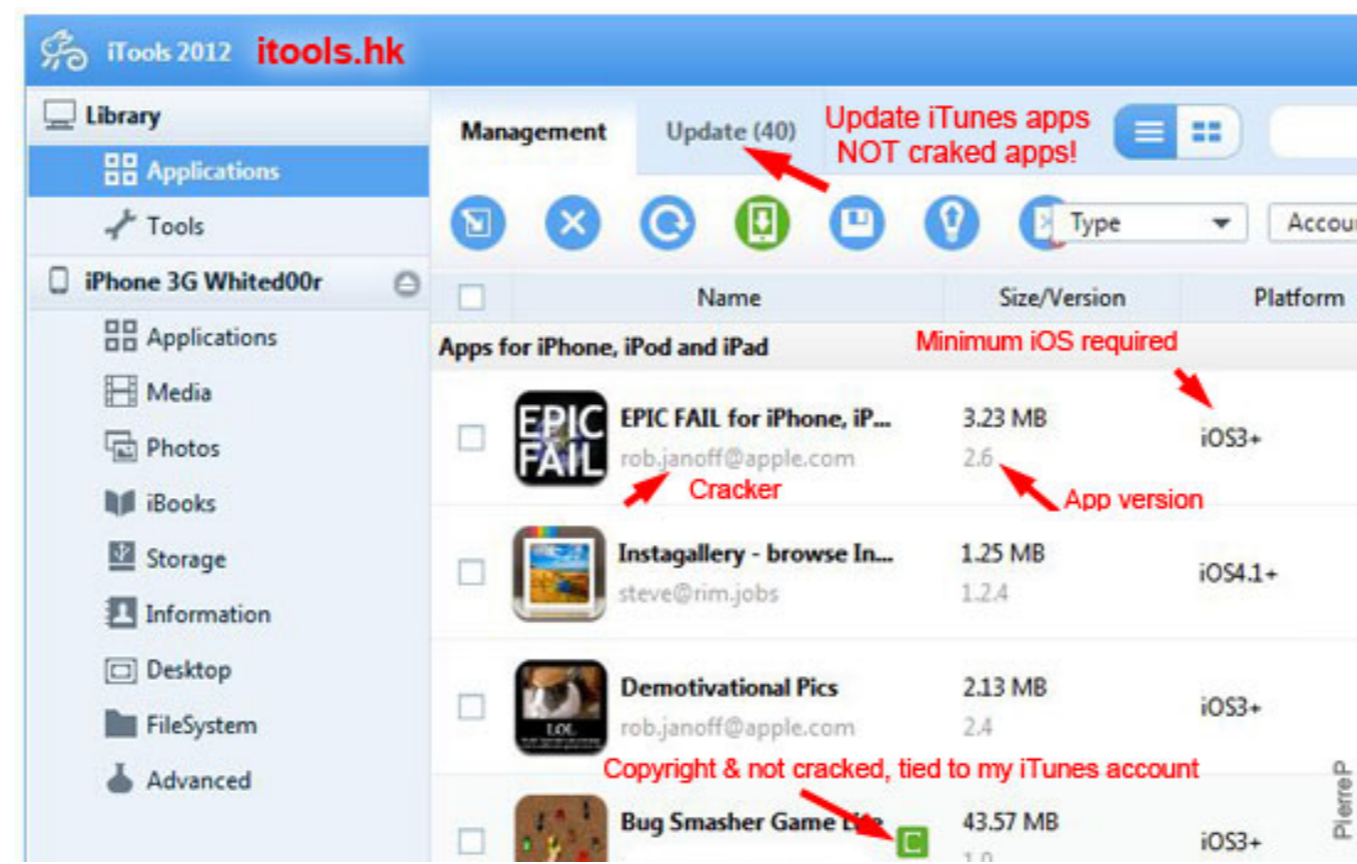 iTools 2012 itools.hk
Library
Applications
Tools
iPhone 3G Whited00r
Applications
Media
Photos
iBooks
Storage
Information
Desktop
FileSystem
Advanced
Management Update (40) Update iTunes apps
NOT craked apps!
Type Accou
Name Size/Version Platform
Apps for iPhone, iPod and iPad Minimum iOS required
EPIC FAIL
EPIC FAIL for iPhone, iP... 3.23 MB iOS3+
rob.janoff@apple.com 2.6
Cracker App version
Instagallery - browse In... 1.25 MB iOS4.1+
steve@rim.jobs 1.2.4
LOL
Demotivational Pics 2.13 MB iOS3+
rob.janoff@apple.com 2.4
Copyright & not cracked, tied to my iTunes account
Bug Smasher Game Lite C 43.57 MB iOS3+
1.0
PierreP